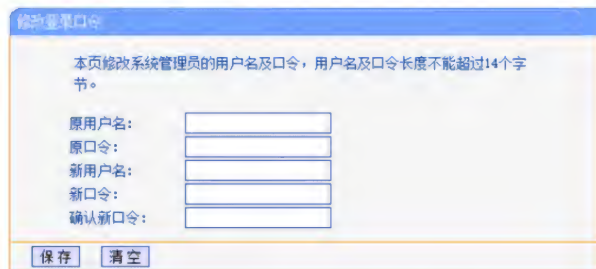 修改登录口令
本页修改系统管理员的用户名及口令，用户名及口令长度不能超过14个字
节。
原用户名：
原口令：
新用户名：
新口令：
确认新口令：
保存 清空